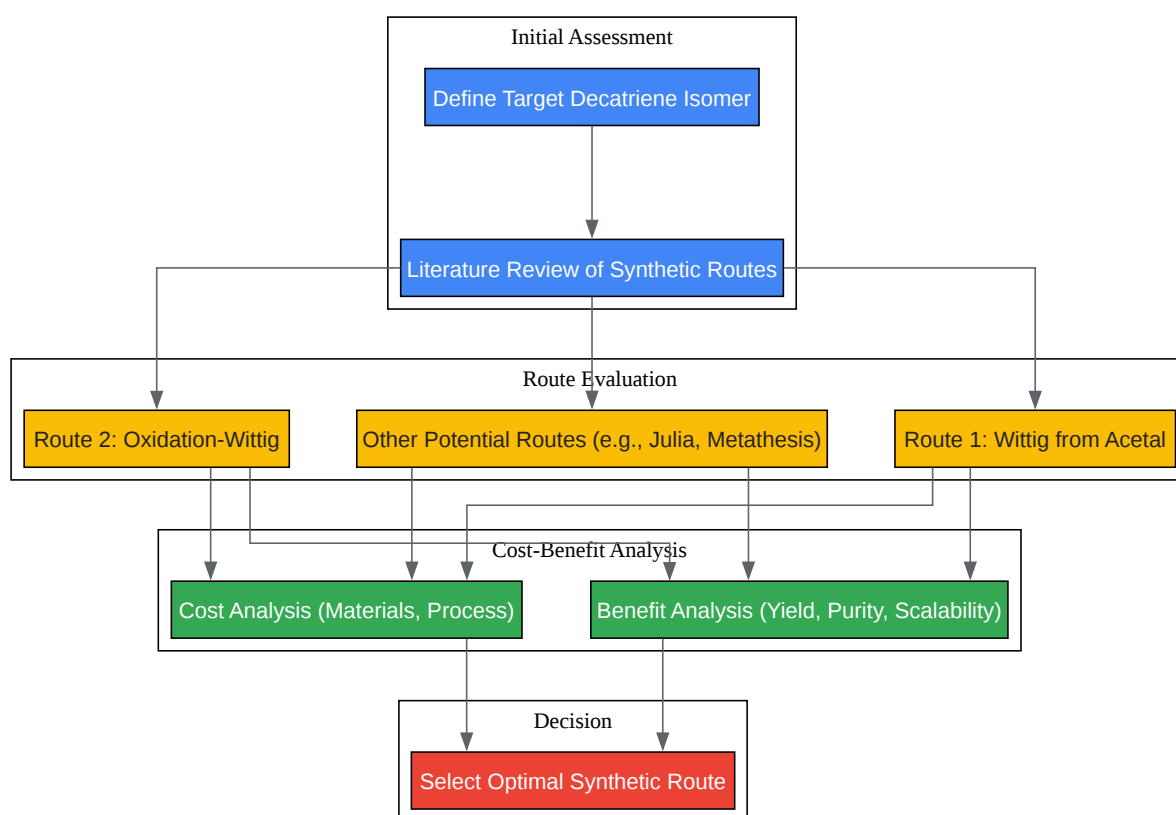 Initial Assessment
Define Target Decatriene Isomer
Literature Review of Synthetic Routes
Route Evaluation
Route 2: Oxidation-Wittig
Other Potential Routes (e.g., Julia, Metathesis)
Route 1: Wittig from Acetal
Cost-Benefit Analysis
Cost Analysis (Materials, Process)
Benefit Analysis (Yield, Purity, Scalability)
Decision
Select Optimal Synthetic Route